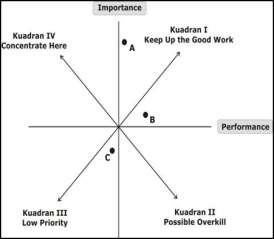 Importance
Kuadran IV
Concentrate Here
Kuadran I
Keep Up the Good Work
A
B
Performance
C
Kuadran III
Low Priority
Kuadran II
Possible Overkill